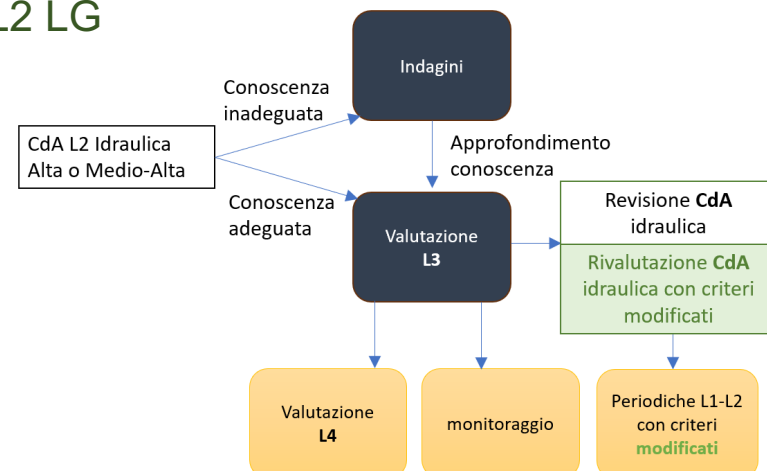 L2 LG
Indagini
Conoscenza
inadeguata
CdA L2 Idraulica
Alta o Medio-Alta
Approfondimento
conoscenza
Conoscenza
adeguata
Valutazione
L3
Revisione CdA
idraulica
Rivalutazione CdA
idraulica con criteri
modificati
Valutazione
L4
monitoraggio
Periodiche L1-L2
con criteri
modificati